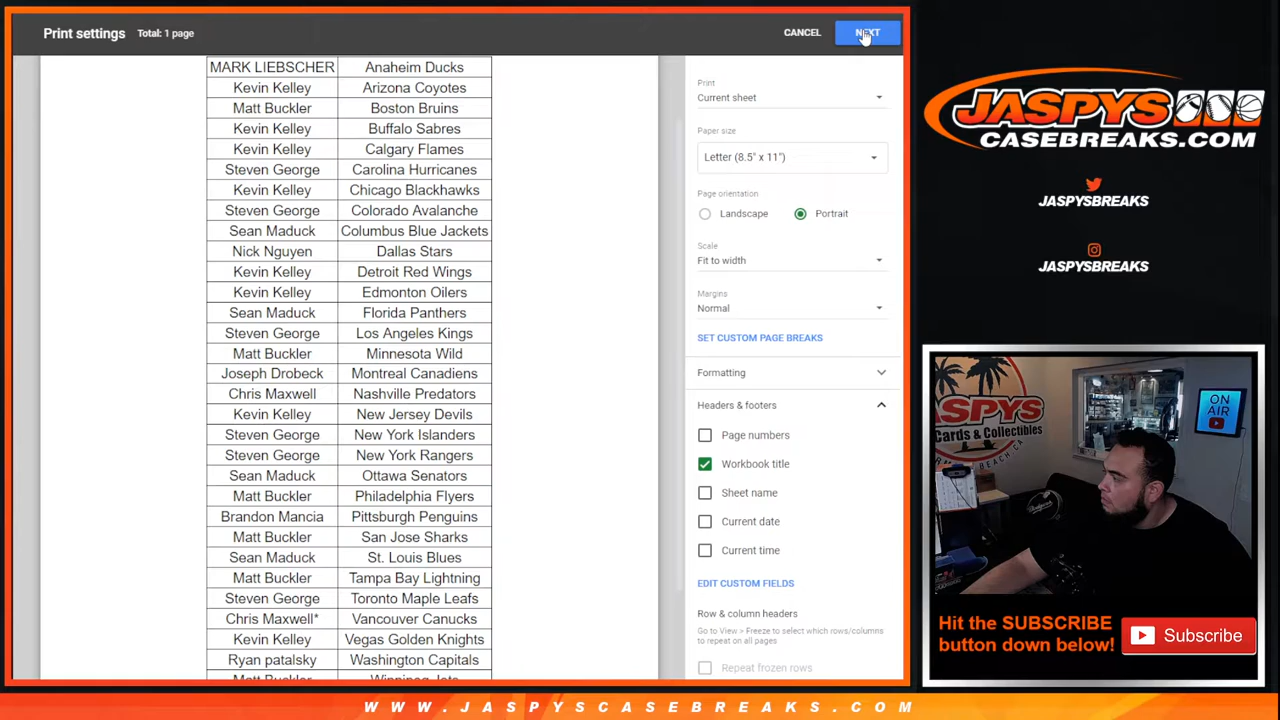 Print settings Total: 1 page CANCEL NEXT
MARK LIEBSCHER Anaheim Ducks
Kevin Kelley Arizona Coyotes
Matt Buckler Boston Bruins
Kevin Kelley Buffalo Sabres
Kevin Kelley Calgary Flames
Steven George Carolina Hurricanes
Kevin Kelley Chicago Blackhawks
Steven George Colorado Avalanche
Sean Maduck Columbus Blue Jackets
Nick Nguyen Dallas Stars
Kevin Kelley Detroit Red Wings
Kevin Kelley Edmonton Oilers
Sean Maduck Florida Panthers
Steven George Los Angeles Kings
Matt Buckler Minnesota Wild
Joseph Drobeck Montreal Canadiens
Chris Maxwell Nashville Predators
Kevin Kelley New Jersey Devils
Steven George New York Islanders
Steven George New York Rangers
Sean Maduck Ottawa Senators
Matt Buckler Philadelphia Flyers
Brandon Mancia Pittsburgh Penguins
Matt Buckler San Jose Sharks
Sean Maduck St. Louis Blues
Matt Buckler Tampa Bay Lightning
Steven George Toronto Maple Leafs
Chris Maxwell* Vancouver Canucks
Kevin Kelley Vegas Golden Knights
Ryan patalsky Washington Capitals
Matt Buckler Winnipeg Jets
Print
Current sheet
Paper size
Letter (8.5" x 11")
Page orientation
Landscape Portrait
Scale
Fit to width
Margins
Normal
SET CUSTOM PAGE BREAKS
Formatting
Headers & footers
Page numbers
Workbook title
Sheet name
Current date
Current time
EDIT CUSTOM FIELDS
Row & column headers
Go to View > Freeze to select which rows/columns
to repeat on all pages
Repeat frozen rows
JASPYS
CASEBREAKS.COM
JASPYSBREAKS
JASPYSBREAKS
JASPYS
Cards & Collectibles
ON
AIR
Hit the SUBSCRIBE
button down below!
Subscribe
WWW.JASPYSCASEBREAKS.COM